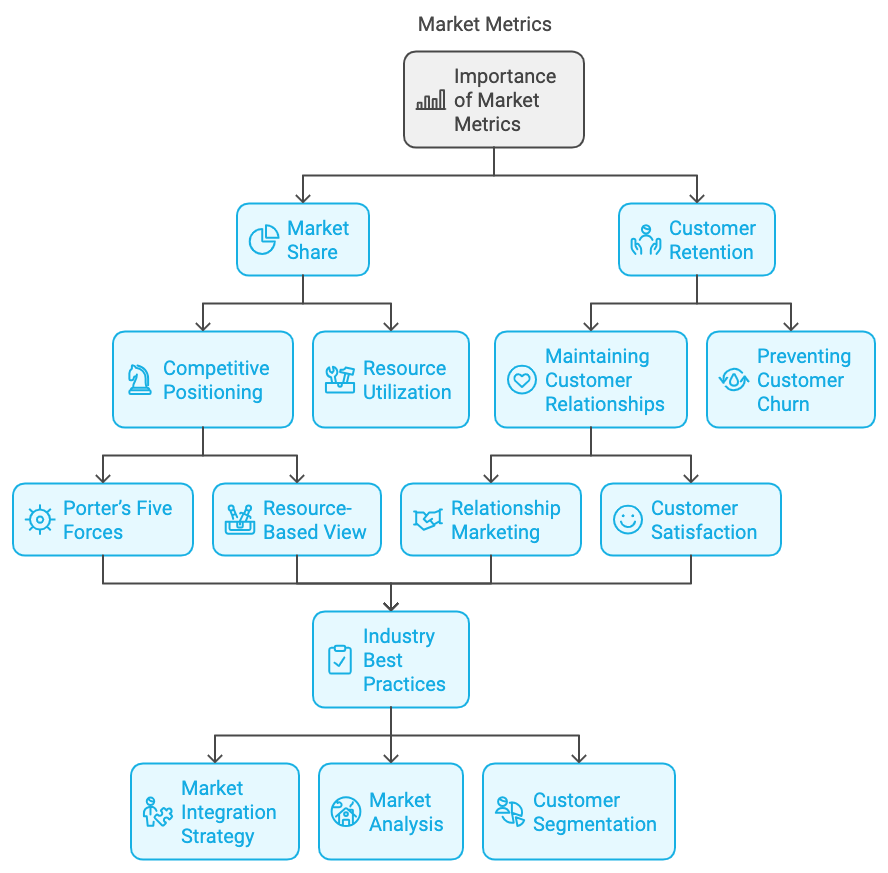 Market Metrics
Importance
of Market
Metrics
Market
Share
Customer
Retention
Competitive
Positioning
Resource
Utilization
Maintaining
Customer
Relationships
Preventing
Customer
Churn
Porter's Five
Forces
Resource-
Based View
Relationship
Marketing
Customer
Satisfaction
Industry
Best
Practices
Market
Integration
Strategy
Market
Analysis
Customer
Segmentation